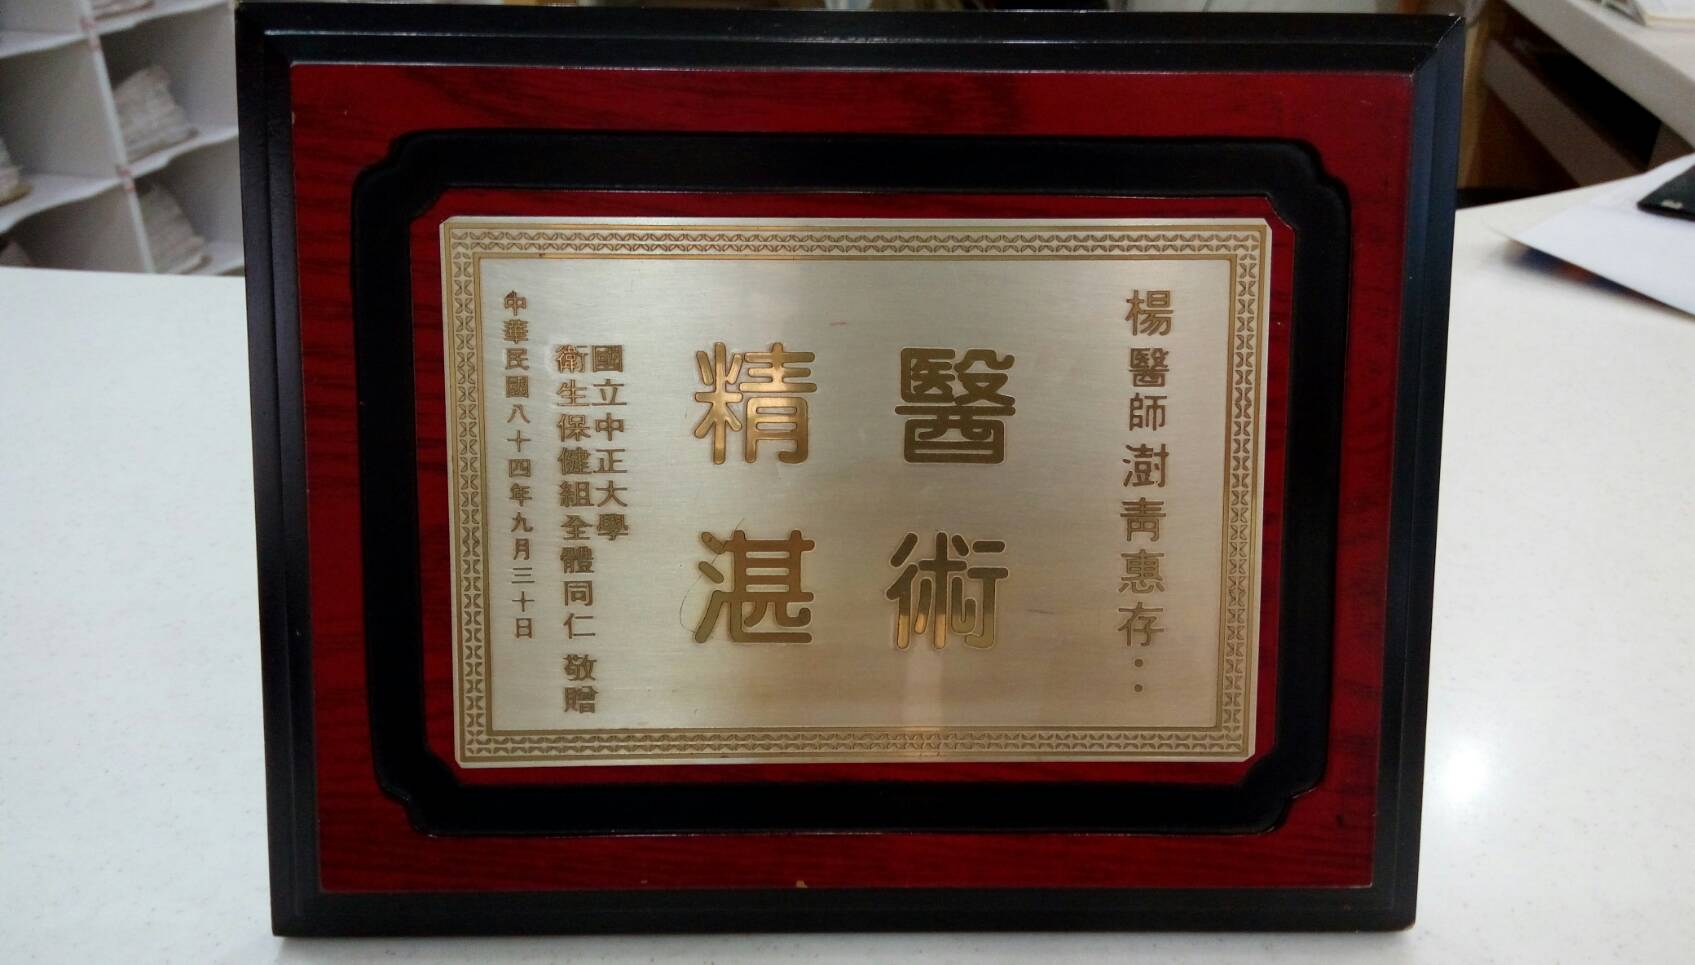 楊醫師澍青惠存：
醫術
精湛
國立中正大學
衛生保健組全體同仁 敬贈
中華民國八十四年九月三十日